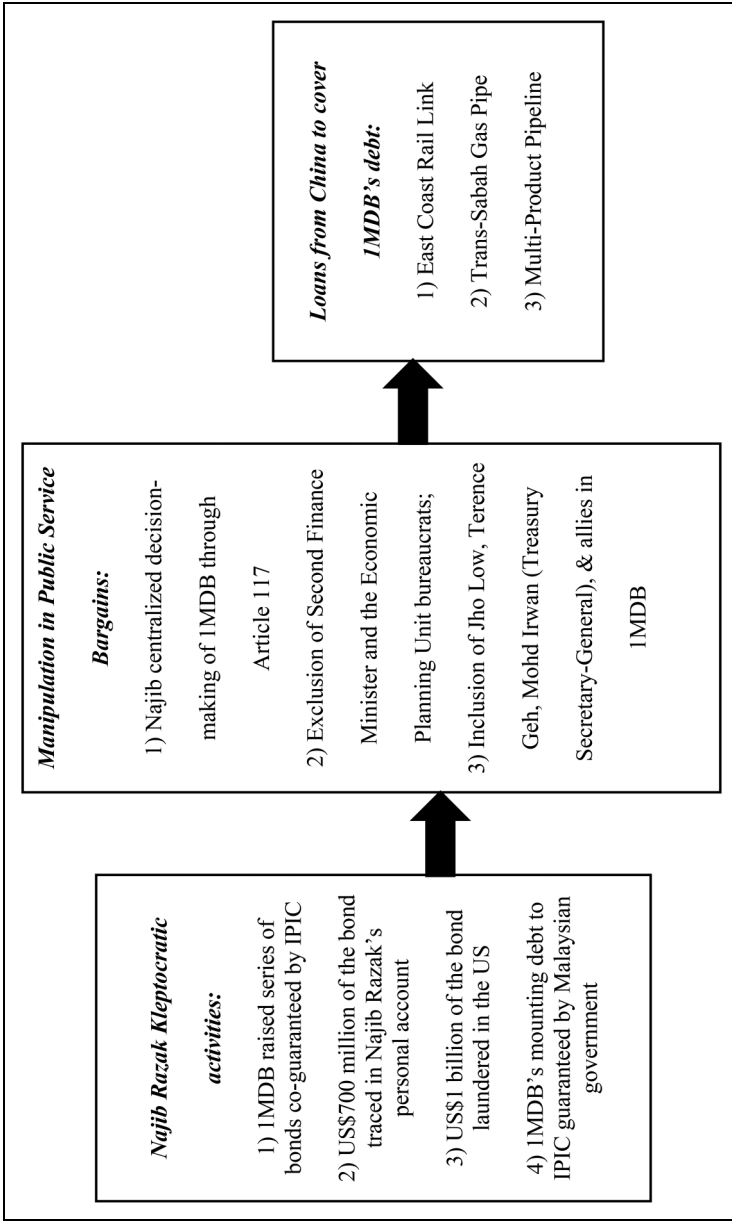 Najib Razak Kleptocratic
activities:
1) 1MDB raised series of
bonds co-guaranteed by IPIC
2) US$700 million of the bond
traced in Najib Razak's
personal account
3) US$1 billion of the bond
laundered in the US
4) 1MDB's mounting debt to
IPIC guaranteed by Malaysian
government
Manipulation in Public Service
Bargains:
1) Najib centralized decision-
making of 1MDB through
Article 117
2) Exclusion of Second Finance
Minister and the Economic
Planning Unit bureaucrats;
3) Inclusion of Jho Low, Terence
Geh, Mohd Irwan (Treasury
Secretary-General), & allies in
1MDB
Loans from China to cover
1MDB's debt:
1) East Coast Rail Link
2) Trans-Sabah Gas Pipe
3) Multi-Product Pipeline